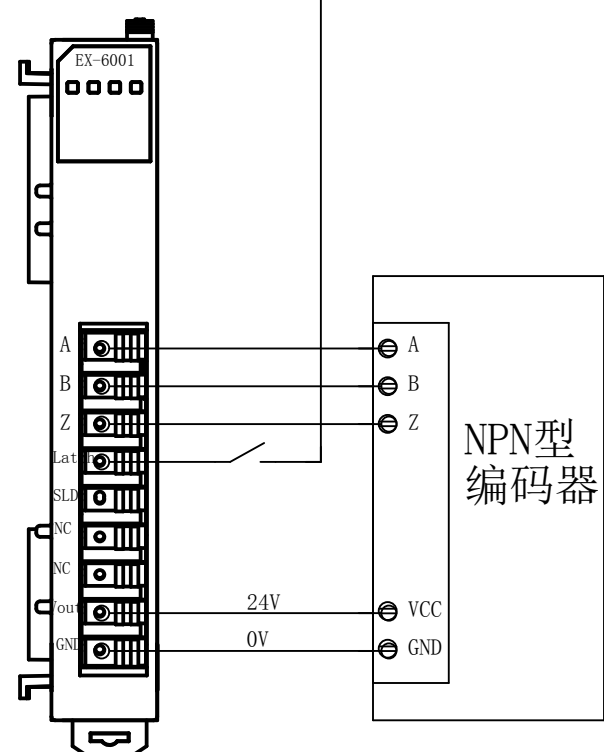 EX-6001
A
B
Z
Latch
SLD
NC
NC
Vout
GND
24V
0V
A
B
Z
VCC
GND
NPN型
编码器